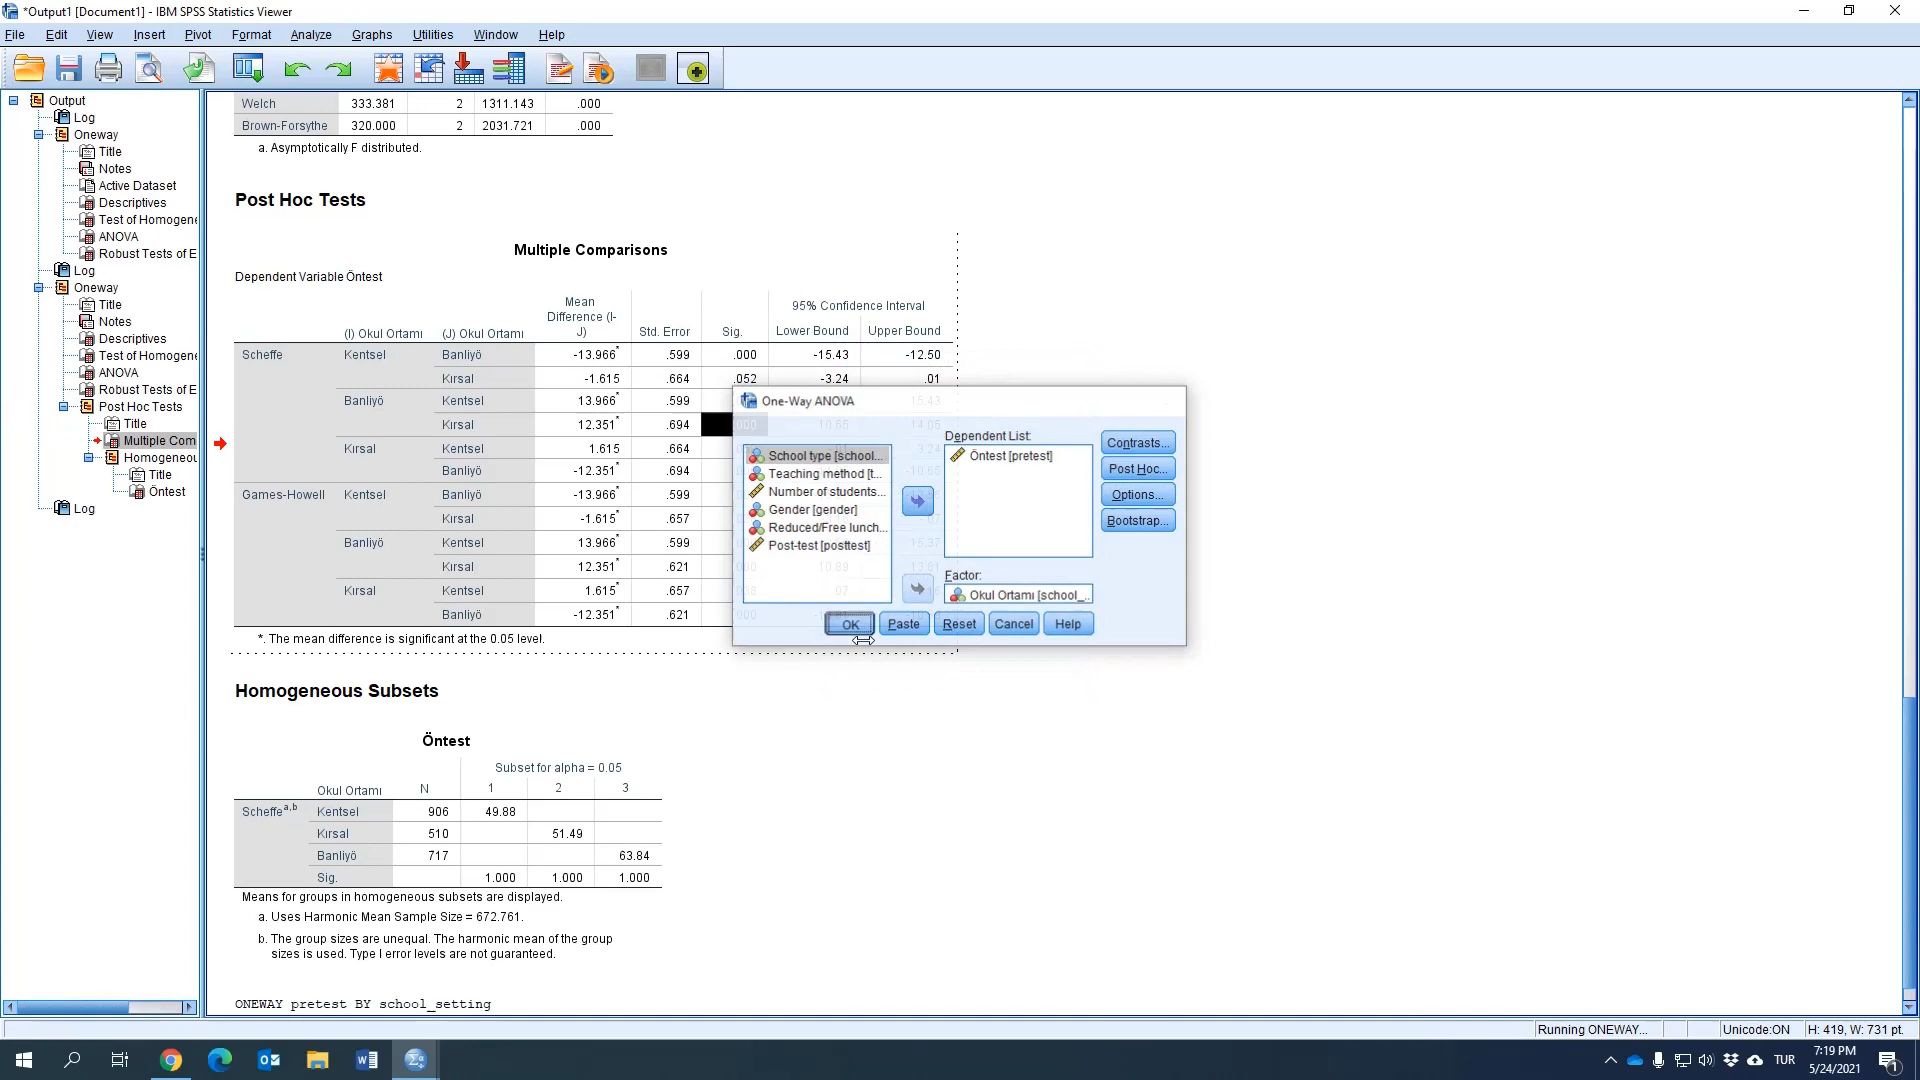 *Output1 [Document1] - IBM SPSS Statistics Viewer
File Edit View Insert Pivot Format Analyze Graphs Utilities Window Help
Output
Log
Oneway
Title
Notes
Active Dataset
Descriptives
Test of Homogene
ANOVA
Robust Tests of E
Log
Oneway
Title
Notes
Descriptives
Test of Homogene
ANOVA
Robust Tests of E
Post Hoc Tests
Title
Multiple Com
Homogeneou
Title
Öntest
Log
Welch 333.381 2 1311.143 .000
Brown-Forsythe 320.000 2 2031.721 .000
a. Asymptotically F distributed.
Post Hoc Tests
Multiple Comparisons
Dependent Variable Öntest
(I) Okul Ortamı (J) Okul Ortamı Mean Difference (I-J) Std. Error Sig. 95% Confidence Interval
Lower Bound Upper Bound
Scheffe Kentsel Banliyö -13.966* .599 .000 -15.43 -12.50
Kırsal -1.615 .664 .052 -3.24 .01
Banliyö Kentsel 13.966* .599 15.43
Kırsal 12.351* .694 .000 10.65 14.05
Kırsal Kentsel 1.615 .664 3.24
Banliyö -12.351* .694
Games-Howell Kentsel Banliyö -13.966* .599
Kırsal -1.615* .657
Banliyö Kentsel 13.966* .599 15.37
Kırsal 12.351* .621 10.89
Kırsal Kentsel 1.615* .657 .07
Banliyö -12.351* .621
*. The mean difference is significant at the 0.05 level.
One-Way ANOVA
School type [school...
Teaching method [t...
Number of students...
Gender [gender]
Reduced/Free lunch...
Post-test [posttest]
Dependent List:
Öntest [pretest]
Factor:
Okul Ortamı [school_...
Contrasts...
Post Hoc...
Options...
Bootstrap...
OK Paste Reset Cancel Help
Homogeneous Subsets
Öntest
Subset for alpha = 0.05
Okul Ortamı N 1 2 3
Scheffe a,b Kentsel 906 49.88
Kırsal 510 51.49
Banliyö 717 63.84
Sig. 1.000 1.000 1.000
Means for groups in homogeneous subsets are displayed.
a. Uses Harmonic Mean Sample Size = 672.761.
b. The group sizes are unequal. The harmonic mean of the group
sizes is used. Type I error levels are not guaranteed.
ONEWAY pretest BY school_setting
Running ONEWAY... Unicode:ON H: 419, W: 731 pt.
TUR
7:19 PM
5/24/2021
1